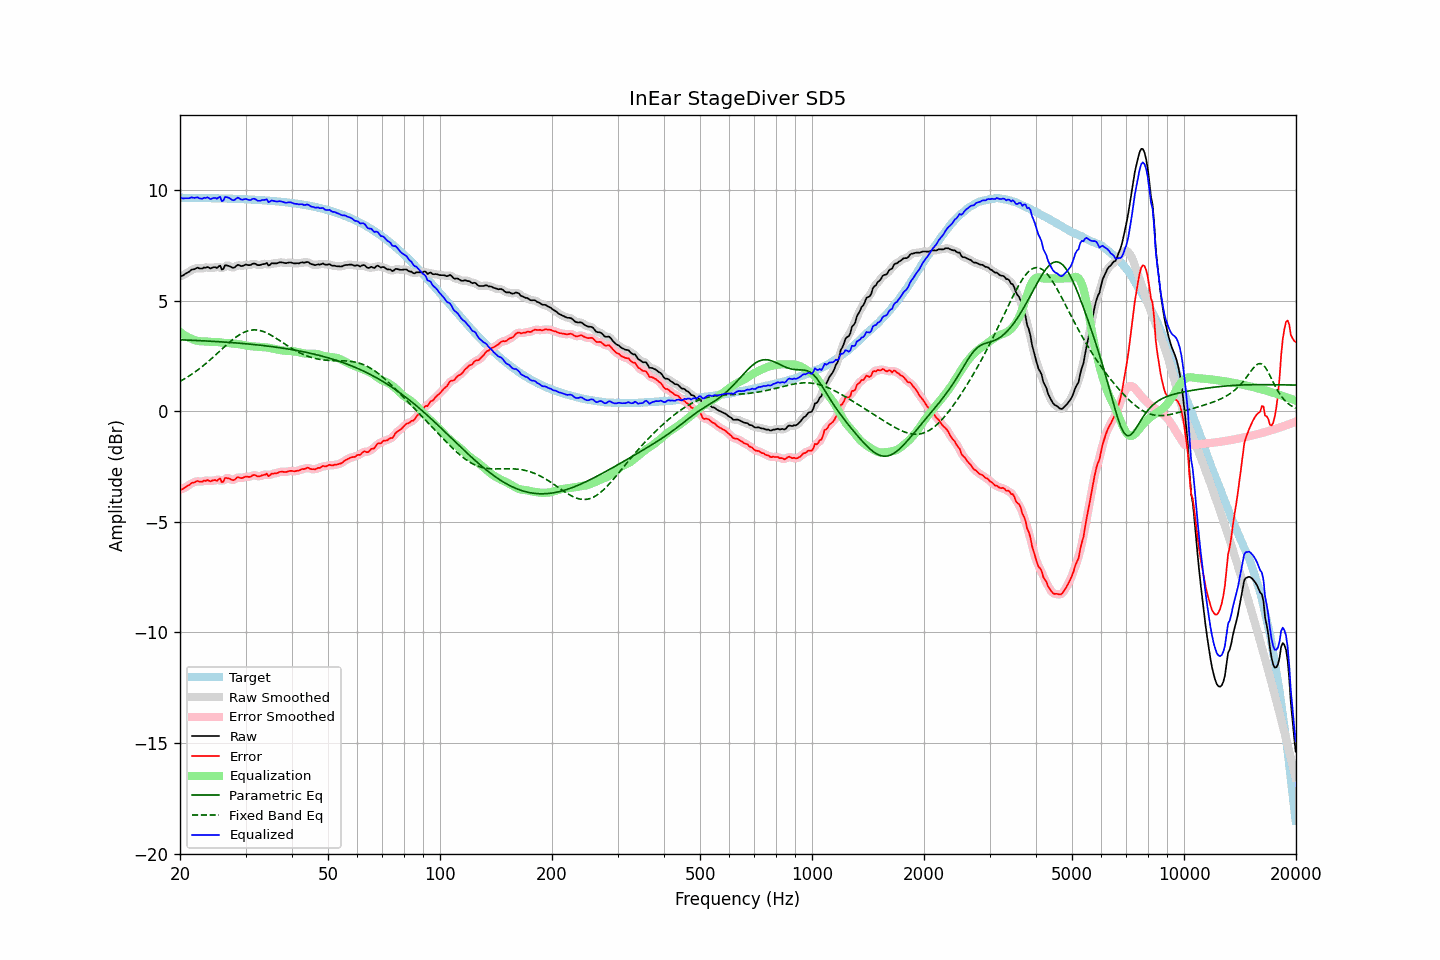 InEar StageDiver SD5
Amplitude (dBr)
10
5
0
−5
−10
−15
−20
Target
Raw Smoothed
Error Smoothed
Raw
Error
Equalization
Parametric Eq
Fixed Band Eq
Equalized
20 50 100 200 500 1000 2000 5000 10000 20000
Frequency (Hz)